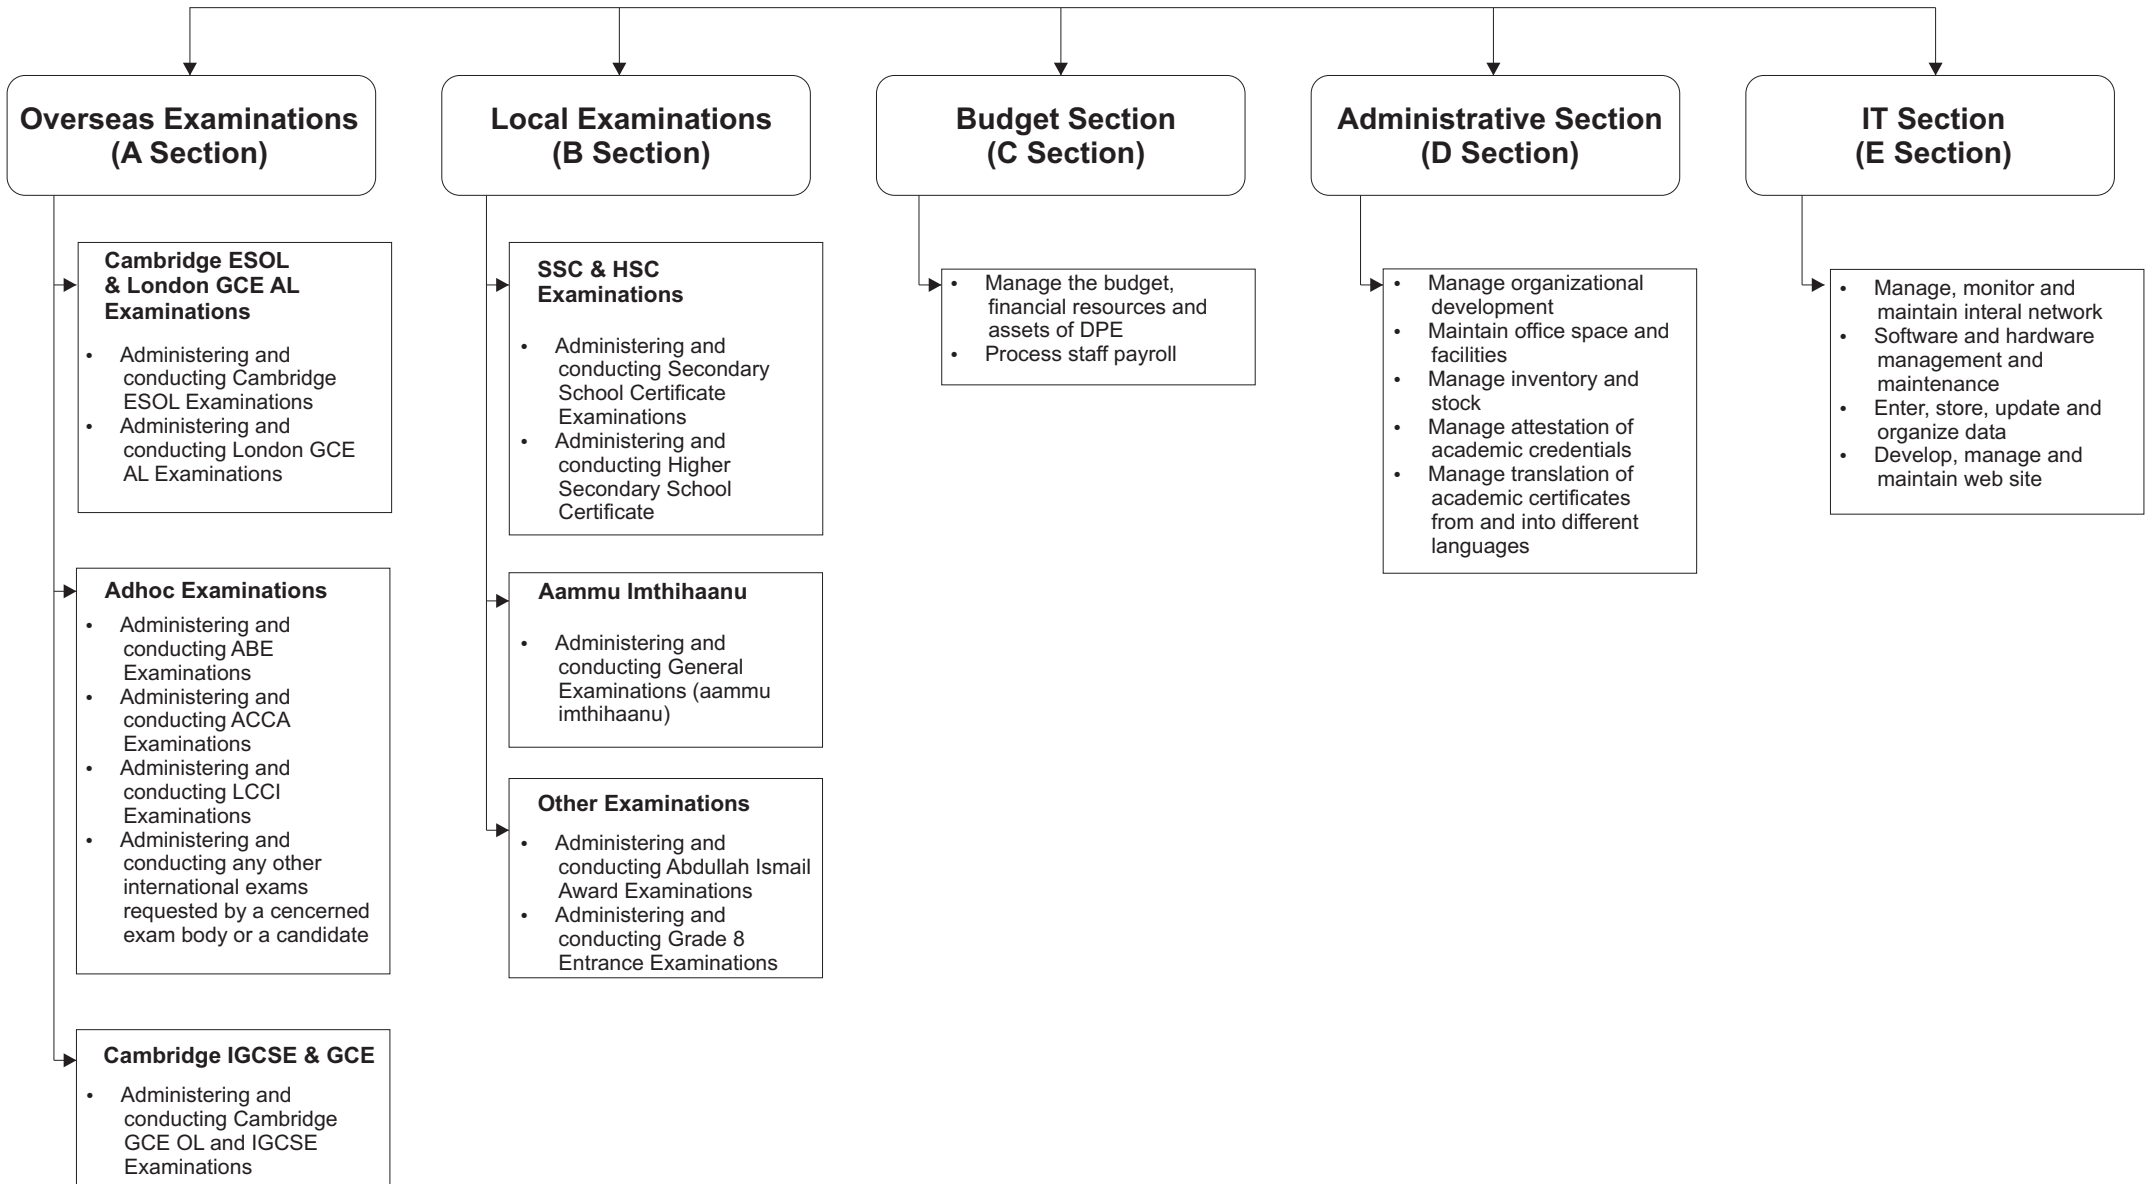 Overseas Examinations
(A Section)
Cambridge ESOL
& London GCE AL
Examinations
• Administering and
conducting Cambridge
ESOL Examinations
• Administering and
conducting London GCE
AL Examinations
Adhoc Examinations
• Administering and
conducting ABE
Examinations
• Administering and
conducting ACCA
Examinations
• Administering and
conducting LCCI
Examinations
• Administering and
conducting any other
international exams
requested by a cencerned
exam body or a candidate
Cambridge IGCSE & GCE
• Administering and
conducting Cambridge
GCE OL and IGCSE
Examinations
Local Examinations
(B Section)
SSC & HSC
Examinations
• Administering and
conducting Secondary
School Certificate
Examinations
• Administering and
conducting Higher
Secondary School
Certificate
Aammu Imthihaanu
• Administering and
conducting General
Examinations (aammu
imthihaanu)
Other Examinations
• Administering and
conducting Abdullah Ismail
Award Examinations
• Administering and
conducting Grade 8
Entrance Examinations
Budget Section
(C Section)
• Manage the budget,
financial resources and
assets of DPE
• Process staff payroll
Administrative Section
(D Section)
• Manage organizational
development
• Maintain office space and
facilities
• Manage inventory and
stock
• Manage attestation of
academic credentials
• Manage translation of
academic certificates
from and into different
languages
IT Section
(E Section)
• Manage, monitor and
maintain interal network
• Software and hardware
management and
maintenance
• Enter, store, update and
organize data
• Develop, manage and
maintain web site